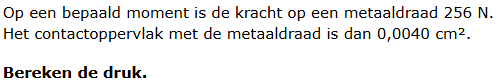 Op een bepaald moment is de kracht op een metaaldraad 256 N.
Het contactoppervlak met de metaaldraad is dan 0,0040 cm².
Bereken de druk.